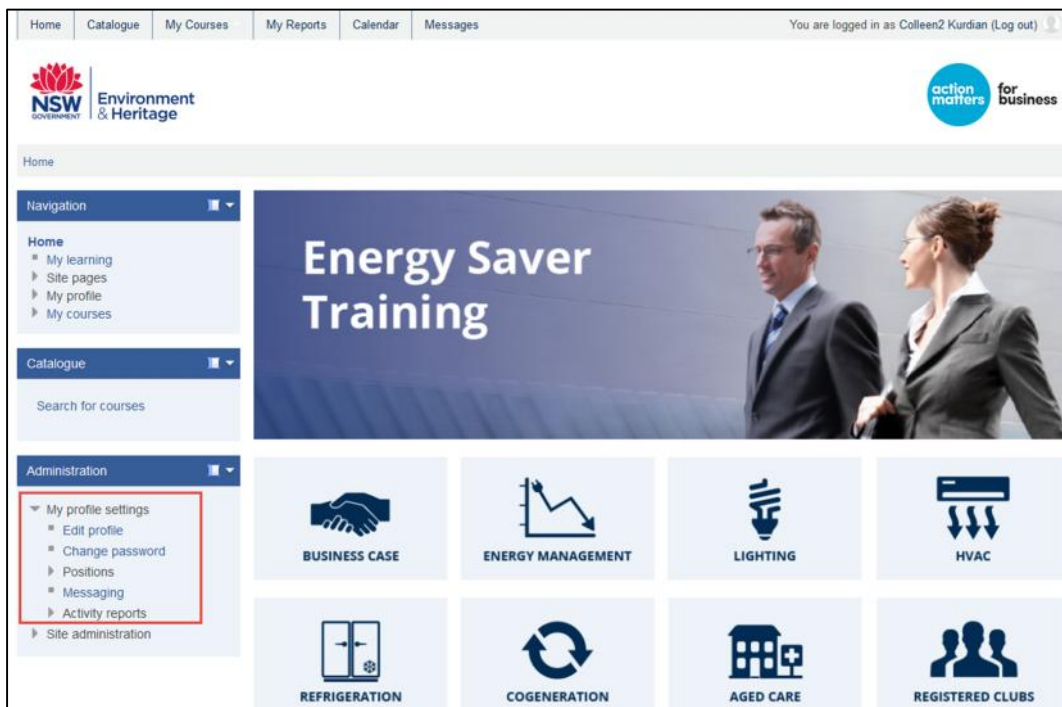 Home Catalogue My Courses My Reports Calendar Messages You are logged in as Colleen2 Kurdian (Log out)
NSW
GOVERNMENT
Environment
& Heritage
action
matters
for
business
Home
Navigation
Home
My learning
Site pages
My profile
My courses
Catalogue
Search for courses
Administration
My profile settings
Edit profile
Change password
Positions
Messaging
Activity reports
Site administration
Energy Saver
Training
BUSINESS CASE ENERGY MANAGEMENT LIGHTING HVAC
REFRIGERATION COGENERATION AGED CARE REGISTERED CLUBS